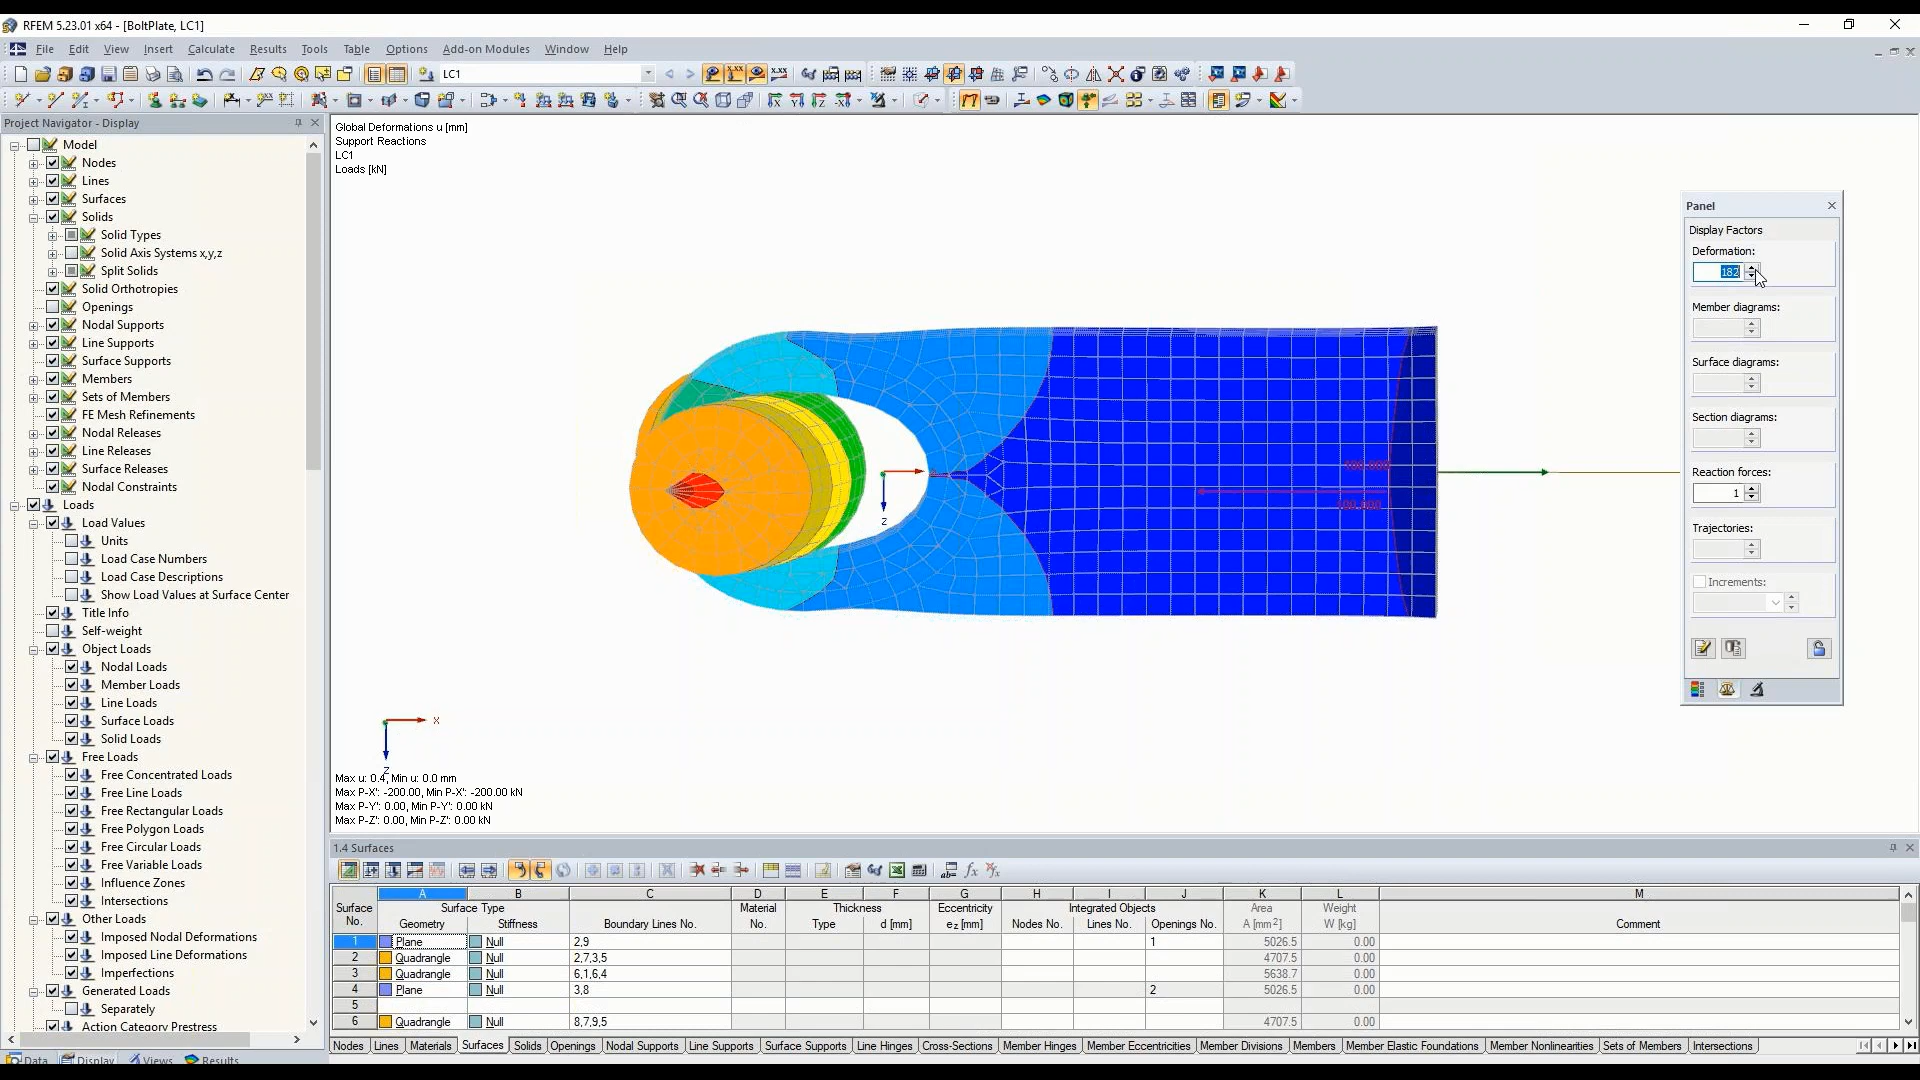 RFEM 5.23.01 x64 - [BoltPlate, LC1]
File Edit View Insert Calculate Results Tools Table Options Add-on Modules Window Help
LC1
Project Navigator - Display
Model
Nodes
Lines
Surfaces
Solids
Solid Types
Solid Axis Systems x,y,z
Split Solids
Solid Orthotropies
Openings
Nodal Supports
Line Supports
Surface Supports
Members
Sets of Members
FE Mesh Refinements
Nodal Releases
Line Releases
Surface Releases
Nodal Constraints
Loads
Load Values
Units
Load Case Numbers
Load Case Descriptions
Show Load Values at Surface Center
Title Info
Self-weight
Object Loads
Nodal Loads
Member Loads
Line Loads
Surface Loads
Solid Loads
Free Loads
Free Concentrated Loads
Free Line Loads
Free Rectangular Loads
Free Polygon Loads
Free Circular Loads
Free Variable Loads
Influence Zones
Intersections
Other Loads
Imposed Nodal Deformations
Imposed Line Deformations
Imperfections
Generated Loads
Separately
Action Category Prestress
Data Display Views Results
Global Deformations u [mm]
Support Reactions
LC1
Loads [kN]
100.000
100.000
Z
X
Z
Max u: 0.4, Min u: 0.0 mm
Max P-X': -200.00, Min P-X': -200.00 kN
Max P-Y': 0.00, Min P-Y': 0.00 kN
Max P-Z': 0.00, Min P-Z': 0.00 kN
Panel
Display Factors
Deformation:
182
Member diagrams:
Surface diagrams:
Section diagrams:
Reaction forces:
1
Trajectories:
Increments:
1.4 Surfaces
A B C D E F G H I J K L M
Surface Surface Type Material Thickness Eccentricity Integrated Objects Area Weight
No. Geometry Stiffness Boundary Lines No. No. Type d [mm] ez [mm] Nodes No. Lines No. Openings No. A [mm2] W [kg] Comment
1 Plane Null 2,9 1 5026.5 0.00
2 Quadrangle Null 2,7,3,5 4707.5 0.00
3 Quadrangle Null 6,1,6,4 5638.7 0.00
4 Plane Null 3,8 2 5026.5 0.00
5
6 Quadrangle Null 8,7,9,5 4707.5 0.00
Nodes Lines Materials Surfaces Solids Openings Nodal Supports Line Supports Surface Supports Line Hinges Cross-Sections Member Hinges Member Eccentricities Member Divisions Members Member Elastic Foundations Member Nonlinearities Sets of Members Intersections